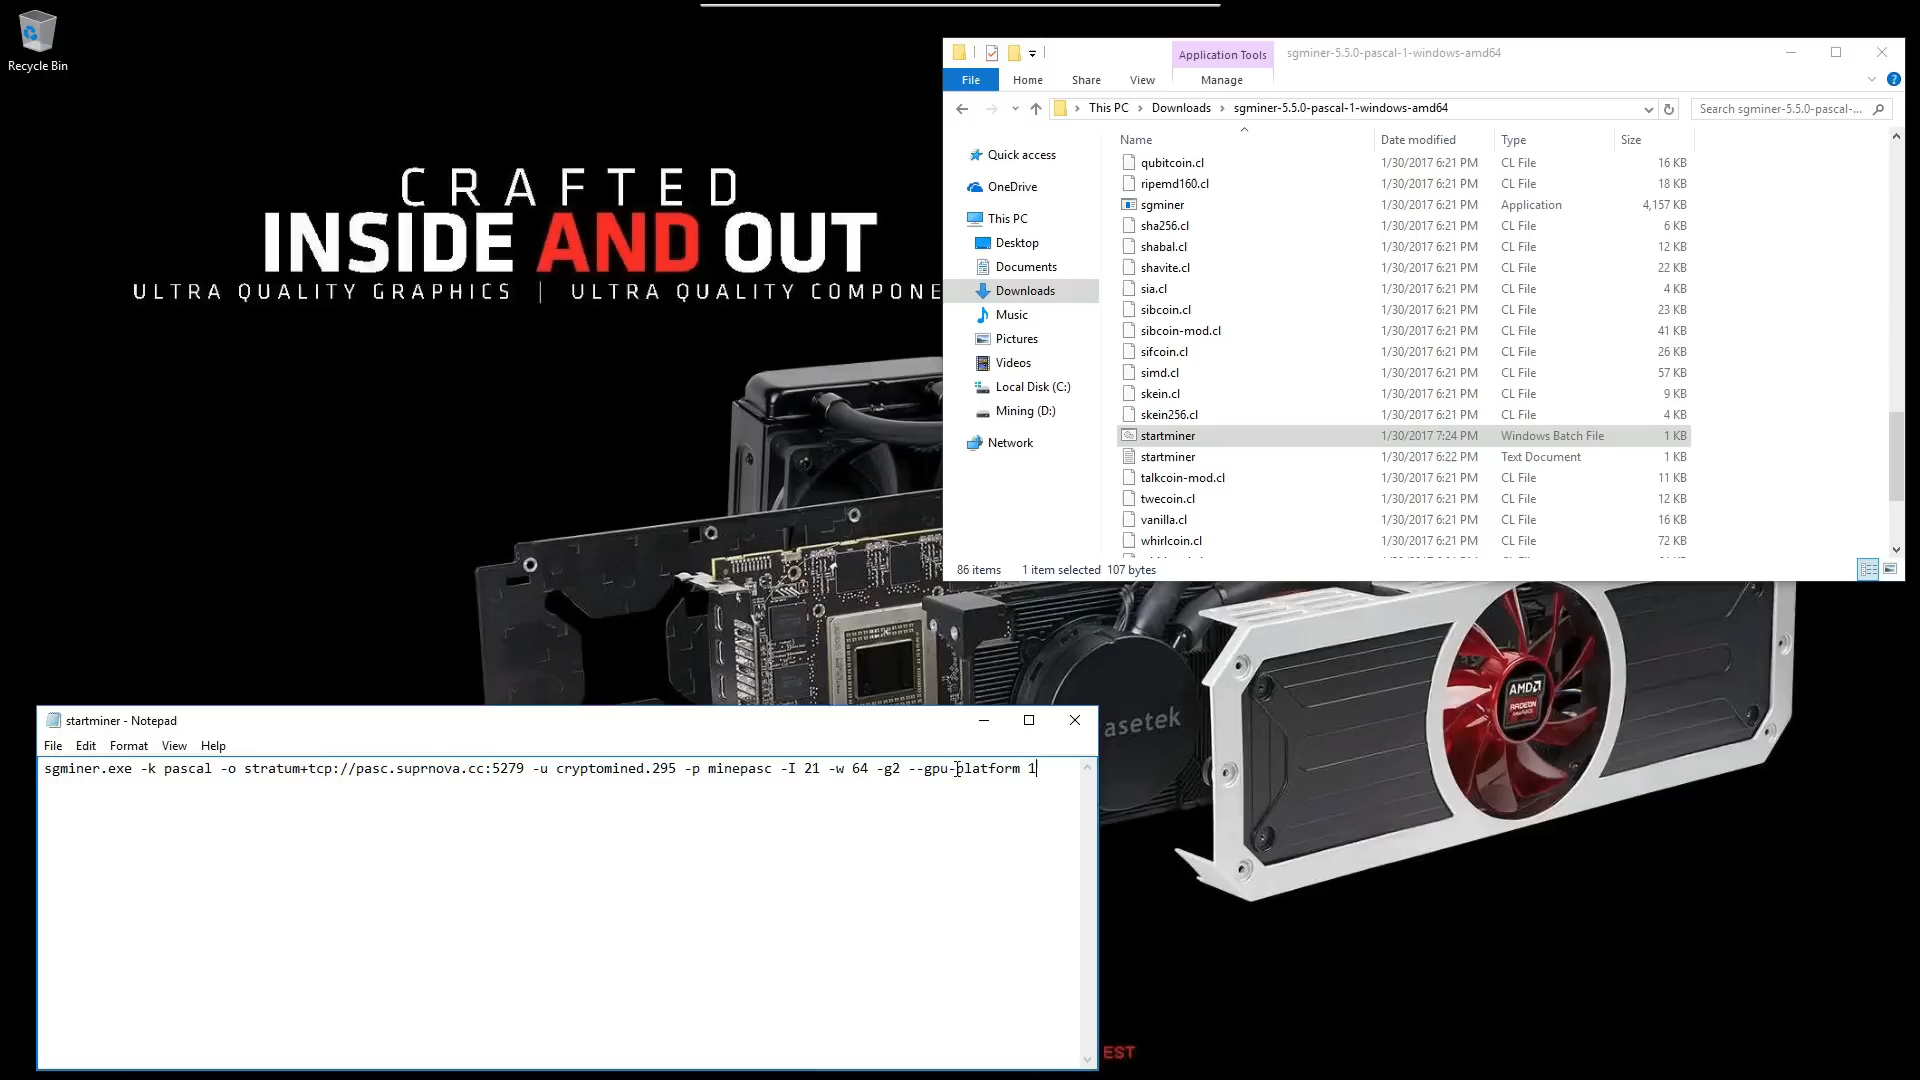 Recycle Bin
CRAFTED
INSIDE AND OUT
ULTRA QUALITY GRAPHICS | ULTRA QUALITY COMPONE
Application Tools sgminer-5.5.0-pascal-1-windows-amd64
File Home Share View Manage
This PC > Downloads > sgminer-5.5.0-pascal-1-windows-amd64 Search sgminer-5.5.0-pascal-...
Quick access
OneDrive
This PC
Desktop
Documents
Downloads
Music
Pictures
Videos
Local Disk (C:)
Mining (D:)
Network
Name Date modified Type Size
qubitcoin.cl 1/30/2017 6:21 PM CL File 16 KB
ripemd160.cl 1/30/2017 6:21 PM CL File 18 KB
sgminer 1/30/2017 6:21 PM Application 4,157 KB
sha256.cl 1/30/2017 6:21 PM CL File 6 KB
shabal.cl 1/30/2017 6:21 PM CL File 12 KB
shavite.cl 1/30/2017 6:21 PM CL File 22 KB
sia.cl 1/30/2017 6:21 PM CL File 4 KB
sibcoin.cl 1/30/2017 6:21 PM CL File 23 KB
sibcoin-mod.cl 1/30/2017 6:21 PM CL File 41 KB
sifcoin.cl 1/30/2017 6:21 PM CL File 26 KB
simd.cl 1/30/2017 6:21 PM CL File 57 KB
skein.cl 1/30/2017 6:21 PM CL File 9 KB
skein256.cl 1/30/2017 6:21 PM CL File 4 KB
startminer 1/30/2017 7:24 PM Windows Batch File 1 KB
startminer 1/30/2017 6:22 PM Text Document 1 KB
talkcoin-mod.cl 1/30/2017 6:21 PM CL File 11 KB
twecoin.cl 1/30/2017 6:21 PM CL File 12 KB
vanilla.cl 1/30/2017 6:21 PM CL File 16 KB
whirlcoin.cl 1/30/2017 6:21 PM CL File 72 KB
86 items 1 item selected 107 bytes
asetek
AMD
RADEON
GRAPHICS
startminer - Notepad
File Edit Format View Help
sgminer.exe -k pascal -o stratum+tcp://pasc.suprnova.cc:5279 -u cryptomined.295 -p minepasc -I 21 -w 64 -g2 --gpu-platform 1
EST